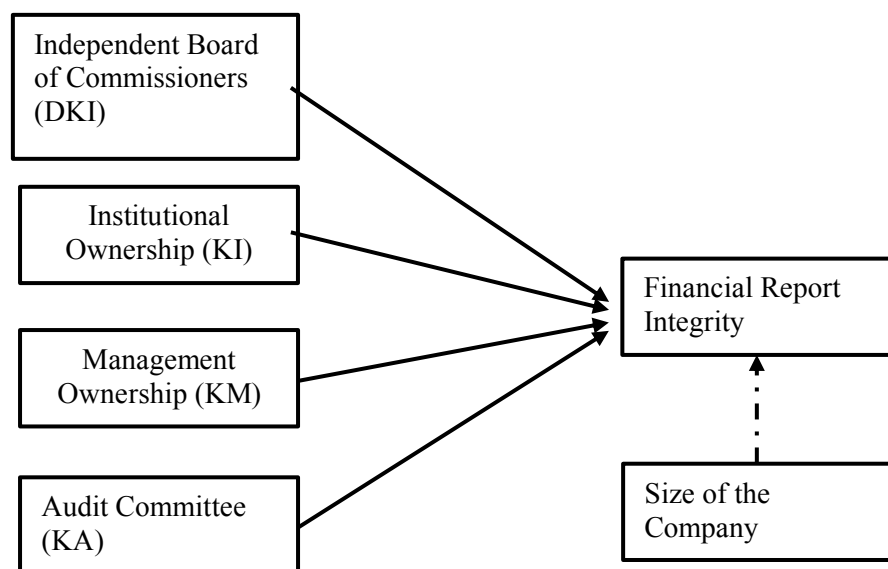 Independent Board
of Commissioners
(DKI)
Institutional
Ownership (KI)
Management
Ownership (KM)
Audit Committee
(KA)
Financial Report
Integrity
Size of the
Company